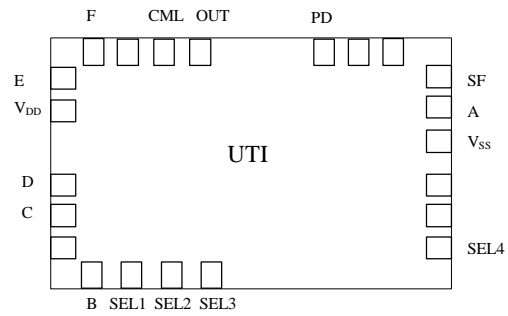 F CML OUT PD
E SF
VDD A
VSS
UTI
D
C
SEL4
B SEL1 SEL2 SEL3